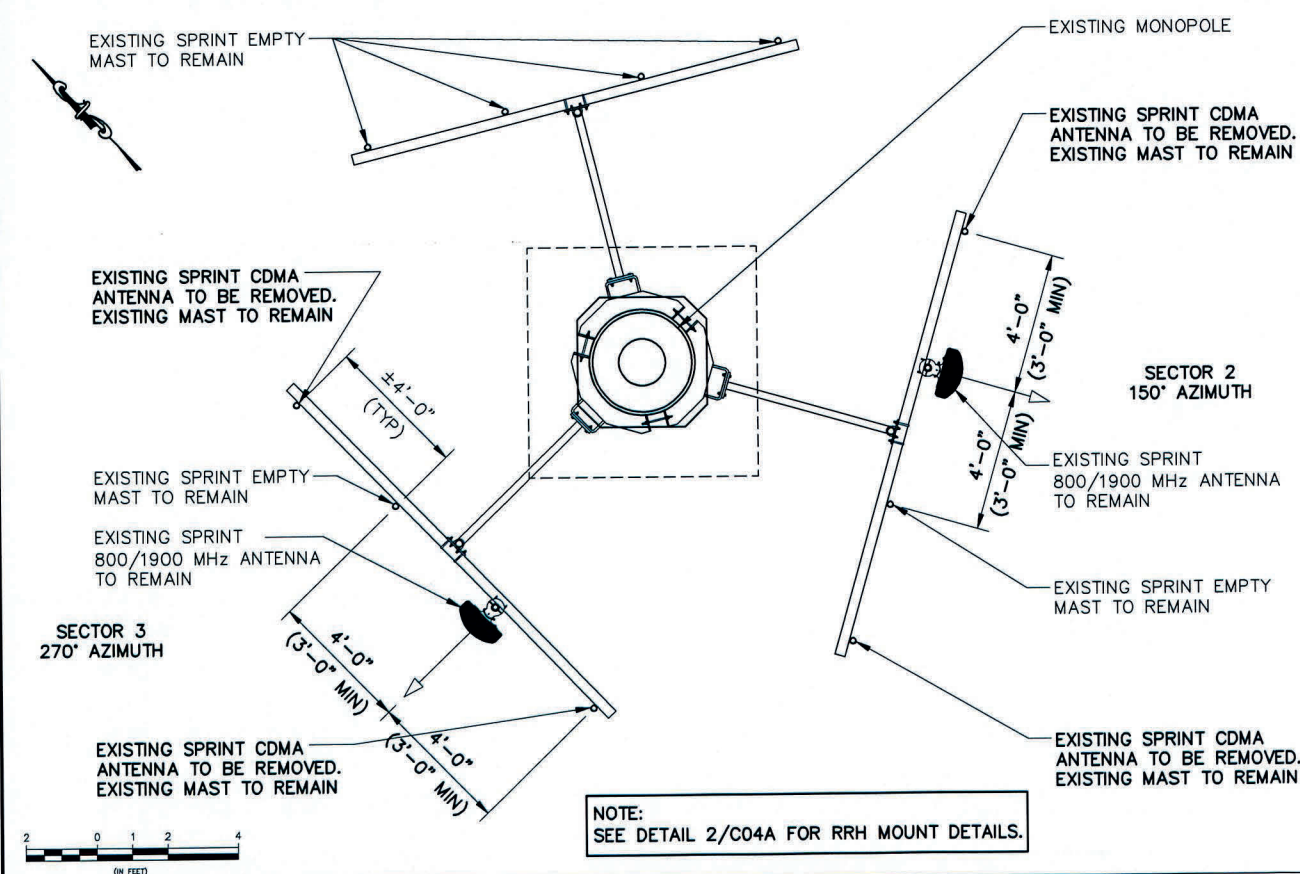 EXISTING SPRINT EMPTY
MAST TO REMAIN
EXISTING MONOPOLE
EXISTING SPRINT CDMA
ANTENNA TO BE REMOVED.
EXISTING MAST TO REMAIN
EXISTING SPRINT CDMA
ANTENNA TO BE REMOVED.
EXISTING MAST TO REMAIN
±4'-0"
(TYP)
4'-0"
(3'-0" MIN)
SECTOR 2
150° AZIMUTH
4'-0"
(3'-0" MIN)
EXISTING SPRINT
800/1900 MHz ANTENNA
TO REMAIN
EXISTING SPRINT EMPTY
MAST TO REMAIN
EXISTING SPRINT
800/1900 MHz ANTENNA
TO REMAIN
EXISTING SPRINT EMPTY
MAST TO REMAIN
SECTOR 3
270° AZIMUTH
4'-0"
(3'-0" MIN)
4'-0"
(3'-0" MIN)
EXISTING SPRINT CDMA
ANTENNA TO BE REMOVED.
EXISTING MAST TO REMAIN
EXISTING SPRINT CDMA
ANTENNA TO BE REMOVED.
EXISTING MAST TO REMAIN
NOTE:
SEE DETAIL 2/C04A FOR RRH MOUNT DETAILS.
2 0 1 2 4
(IN FEET)